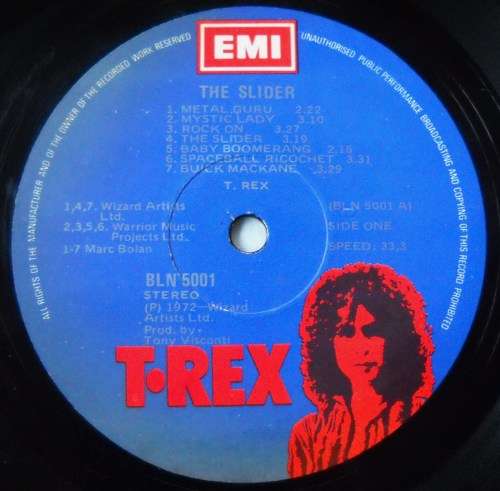 EMI
ALL RIGHTS OF THE MANUFACTURER AND OF THE OWNER OF THE RECORDED WORK RESERVED
UNAUTHORISED PUBLIC PERFORMANCE BROADCASTING AND COPYING OF THIS RECORD PROHIBITED
THE SLIDER
1. METAL GURU 2.22
2. MYSTIC LADY 3.10
3. ROCK ON 3.27
4. THE SLIDER 3.19
5. BABY BOOMERANG 2.15
6. SPACEBALL RICOCHET 3.31
7. BUICK MACKANE 3.29
T. REX
1,4,7. Wizard Artists
Ltd.
2,3,5,6. Warrior Music
Projects Ltd.
1-7 Marc Bolan
(BLN 5001 A)
SIDE ONE
SPEED: 33,3
BLN 5001
STEREO
(P) 1972 Wizard
Artists Ltd.
Prod. by
Tony Visconti
T•REX